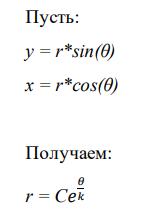 Пусть:
y = r*sin(θ)
x = r*cos(θ)
Получаем:
r = Ce^(θ/k)